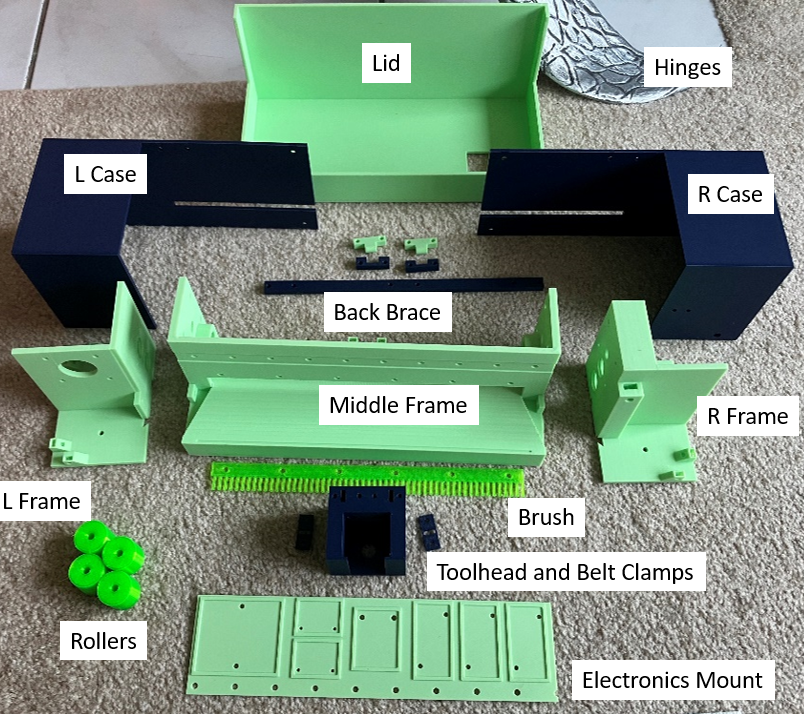 Lid
Hinges
L Case
R Case
Back Brace
Middle Frame
R Frame
L Frame
Brush
Toolhead and Belt Clamps
Rollers
Electronics Mount